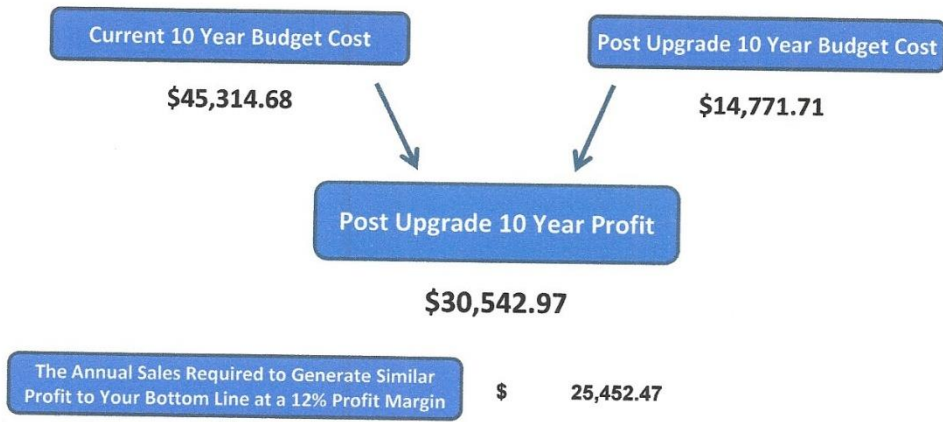 Current 10 Year Budget Cost
Post Upgrade 10 Year Budget Cost
$45,314.68
$14,771.71
Post Upgrade 10 Year Profit
$30,542.97
The Annual Sales Required to Generate Similar
Profit to Your Bottom Line at a 12% Profit Margin
$ 25,452.47